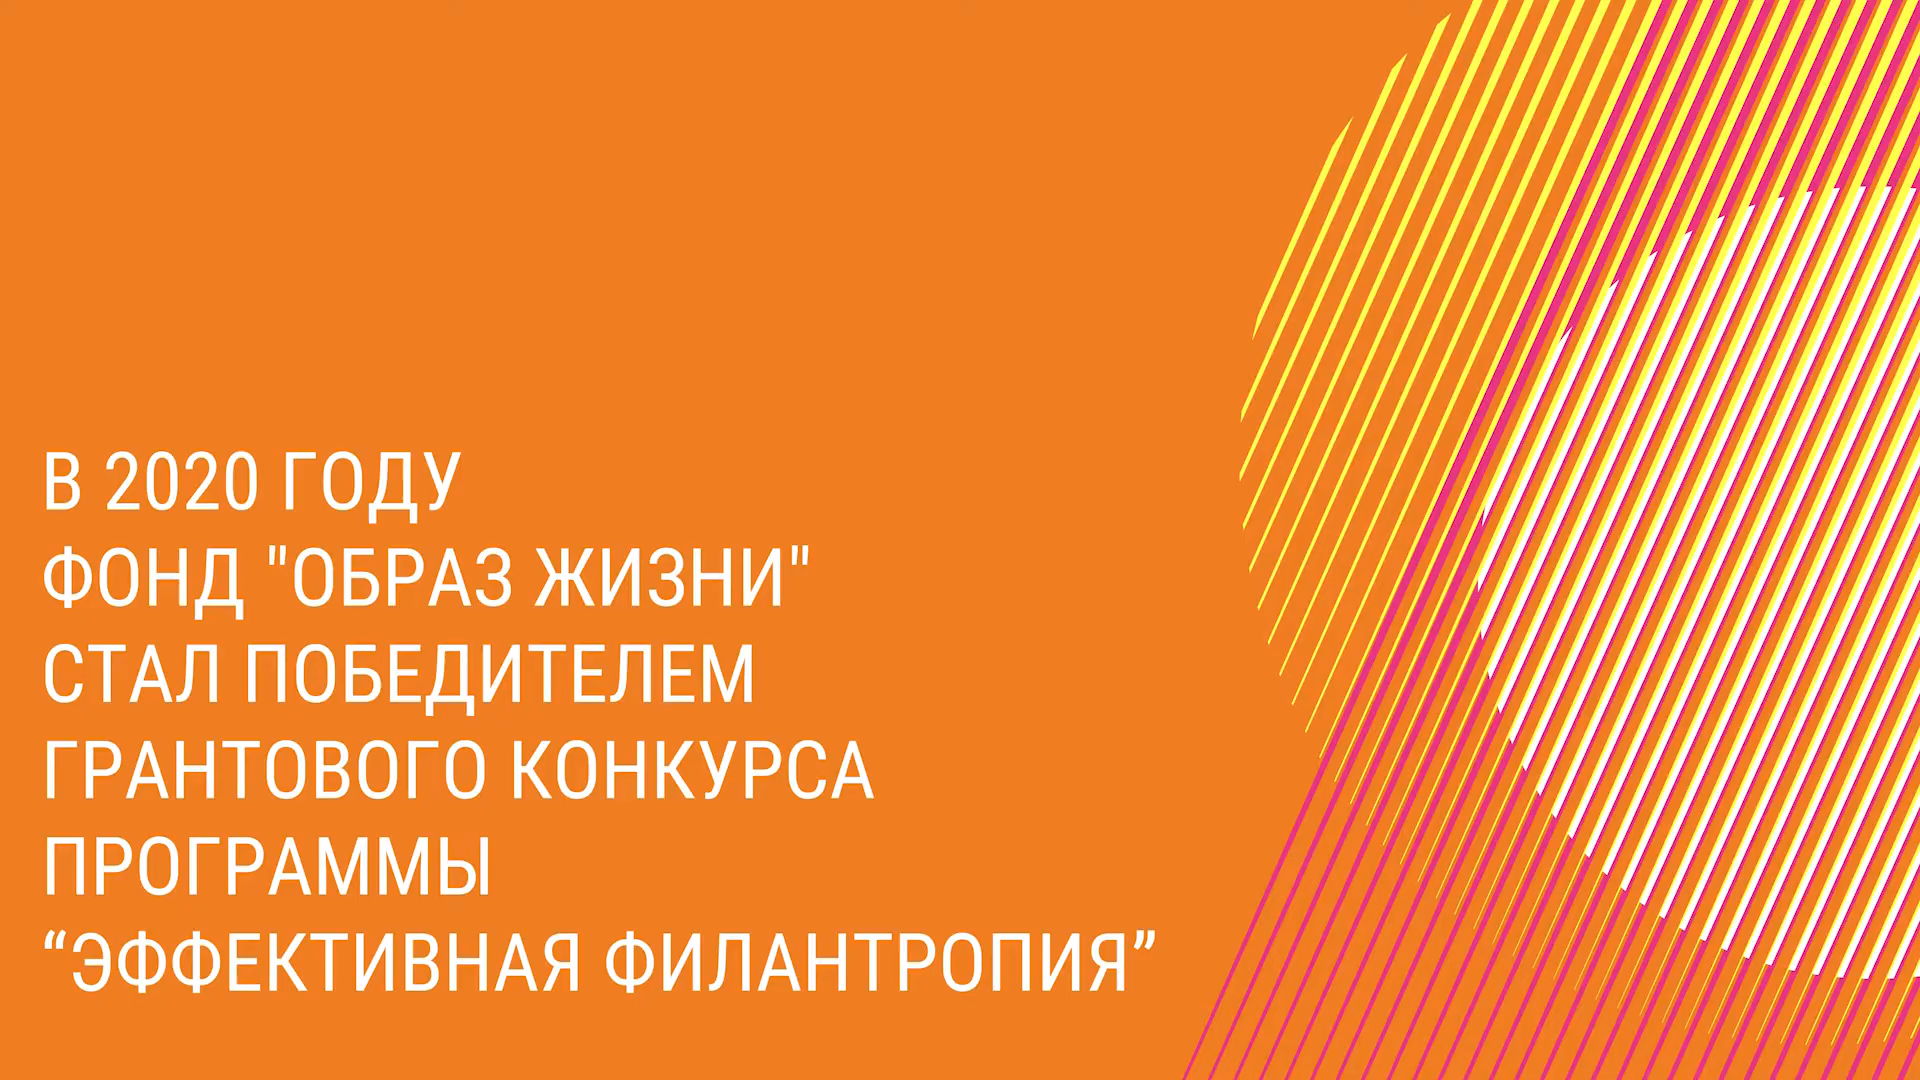 В 2020 ГОДУ
ФОНД "ОБРАЗ ЖИЗНИ"
СТАЛ ПОБЕДИТЕЛЕМ
ГРАНТОВОГО КОНКУРСА
ПРОГРАММЫ
“ЭФФЕКТИВНАЯ ФИЛАНТРОПИЯ”